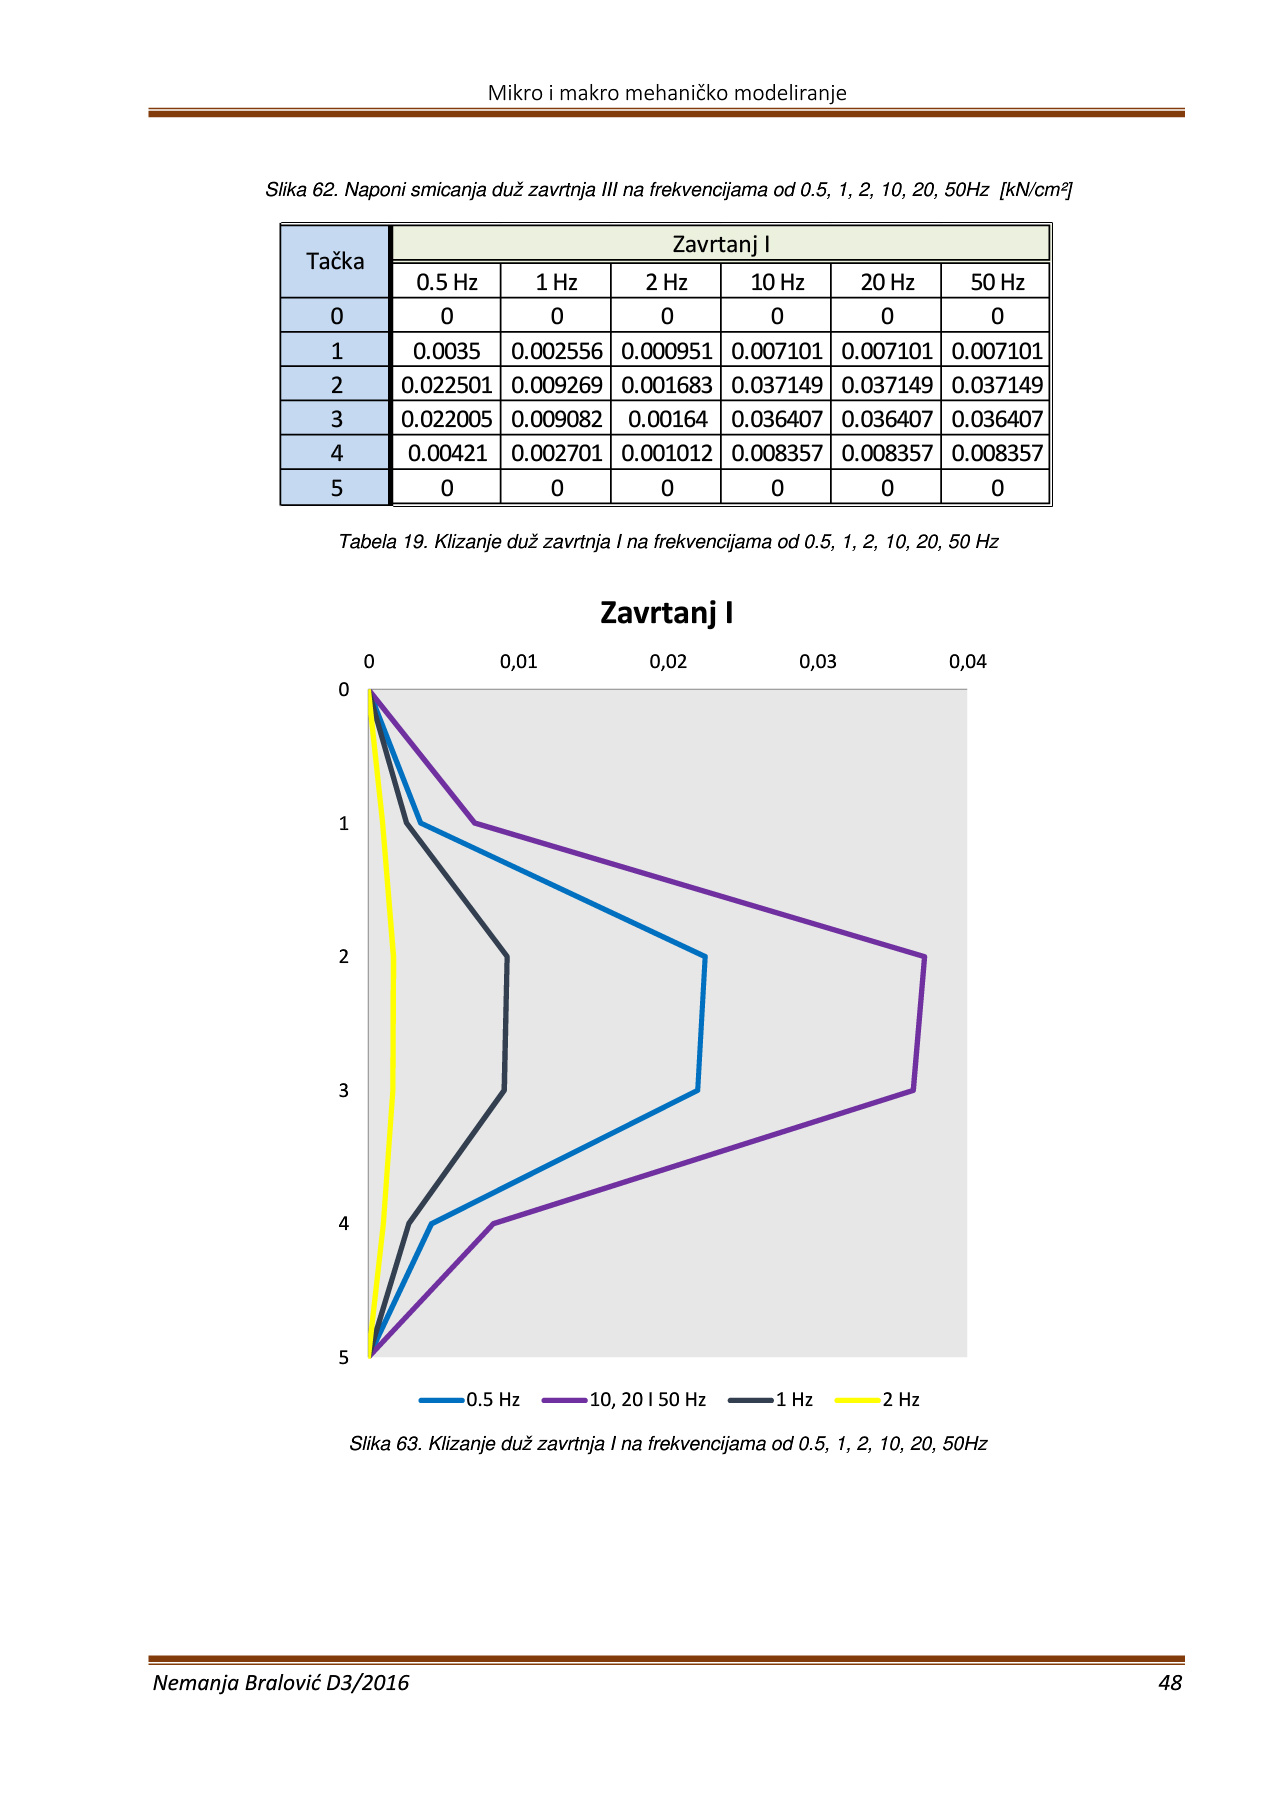 Mikro i makro mehaničko modeliranje
Slika 62. Naponi smicanja duž zavrtnja III na frekvencijama od 0.5, 1, 2, 10, 20, 50Hz [kN/cm²]
Tačka Zavrtanj I
0.5 Hz 1 Hz 2 Hz 10 Hz 20 Hz 50 Hz
0 0 0 0 0 0 0
1 0.0035 0.002556 0.000951 0.007101 0.007101 0.007101
2 0.022501 0.009269 0.001683 0.037149 0.037149 0.037149
3 0.022005 0.009082 0.00164 0.036407 0.036407 0.036407
4 0.00421 0.002701 0.001012 0.008357 0.008357 0.008357
5 0 0 0 0 0 0
Tabela 19. Klizanje duž zavrtnja I na frekvencijama od 0.5, 1, 2, 10, 20, 50 Hz
Zavrtanj I
0 0,01 0,02 0,03 0,04
0
1
2
3
4
5
0.5 Hz 10, 20 I 50 Hz 1 Hz 2 Hz
Slika 63. Klizanje duž zavrtnja I na frekvencijama od 0.5, 1, 2, 10, 20, 50Hz
Nemanja Bralović D3/2016 48